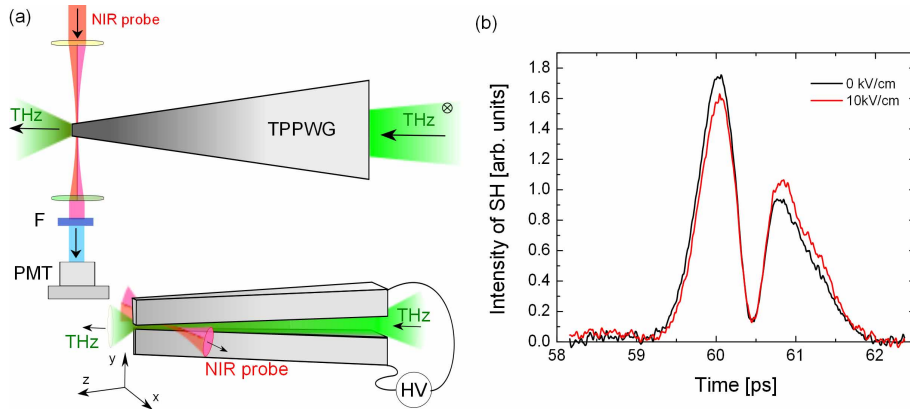 (a)
NIR probe
THz
TPPWG
THz
F
PMT
THz
THz
y
NIR probe
z
x
HV
(b)
Intensity of SH [arb. units]
1.8
1.6
1.4
1.2
1.0
0.8
0.6
0.4
0.2
0.0
0 kV/cm
10kV/cm
58
59
60
61
62
Time [ps]